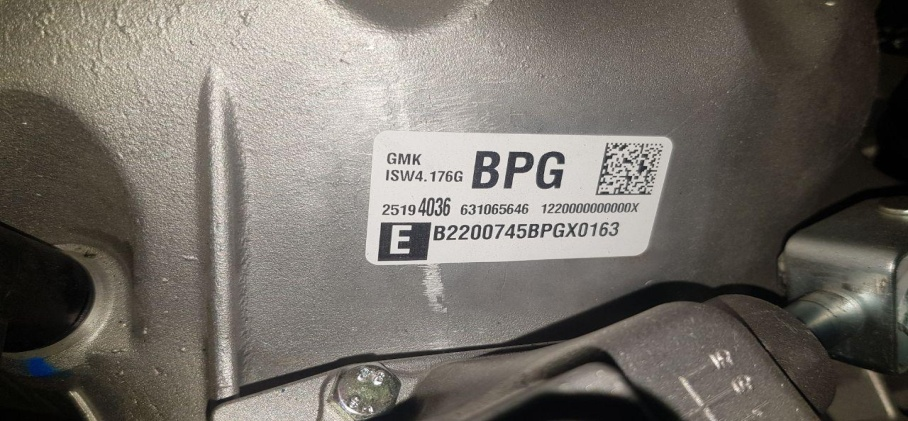 GMK
ISW4.176G BPG
25194036 631065646 1220000000000X
E B2200745BPGX0163